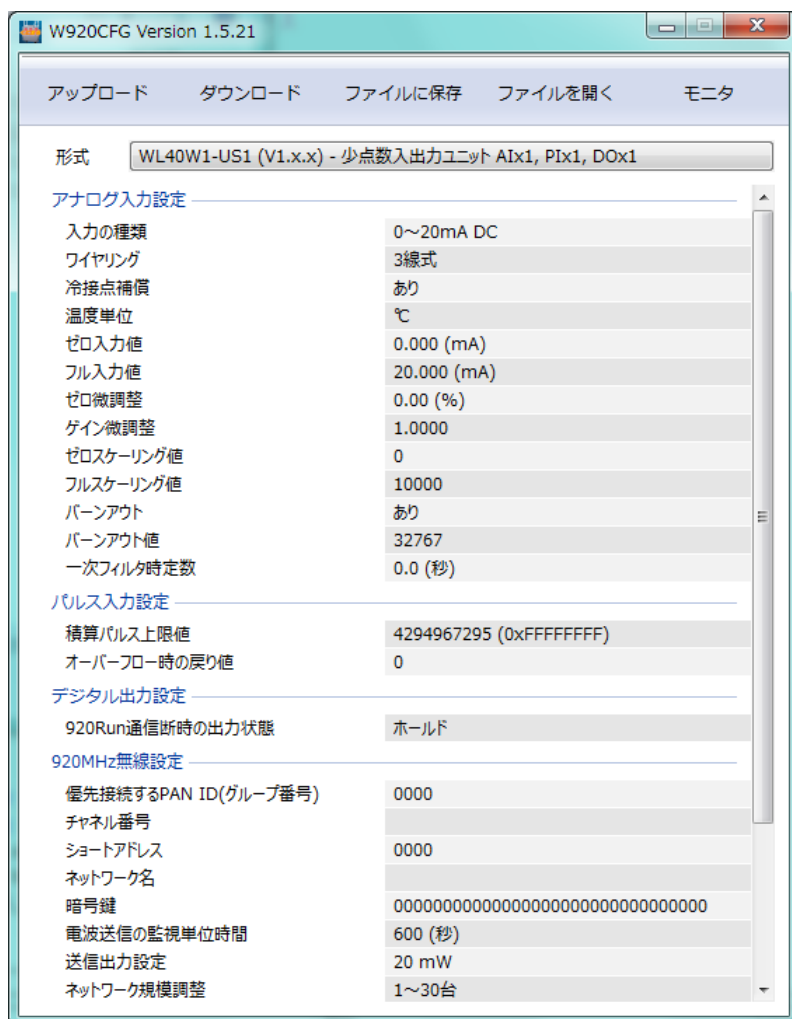 W920CFG Version 1.5.21
アップロード ダウンロード ファイルに保存 ファイルを開く モニタ
形式 WL40W1-US1 (V1.x.x) - 少点数入出力ユニット AIx1, PIx1, DOx1
アナログ入力設定
入力の種類 0～20mA DC
ワイヤリング 3線式
冷接点補償 あり
温度単位 ℃
ゼロ入力値 0.000 (mA)
フル入力値 20.000 (mA)
ゼロ微調整 0.00 (%)
ゲイン微調整 1.0000
ゼロスケーリング値 0
フルスケーリング値 10000
バーンアウト あり
バーンアウト値 32767
一次フィルタ時定数 0.0 (秒)
パルス入力設定
積算パルス上限値 4294967295 (0xFFFFFFFF)
オーバーフロー時の戻り値 0
デジタル出力設定
920Run通信断時の出力状態 ホールド
920MHz無線設定
優先接続するPAN ID(グループ番号) 0000
チャネル番号
ショートアドレス 0000
ネットワーク名
暗号鍵 00000000000000000000000000000000
電波送信の監視単位時間 600 (秒)
送信出力設定 20 mW
ネットワーク規模調整 1～30台